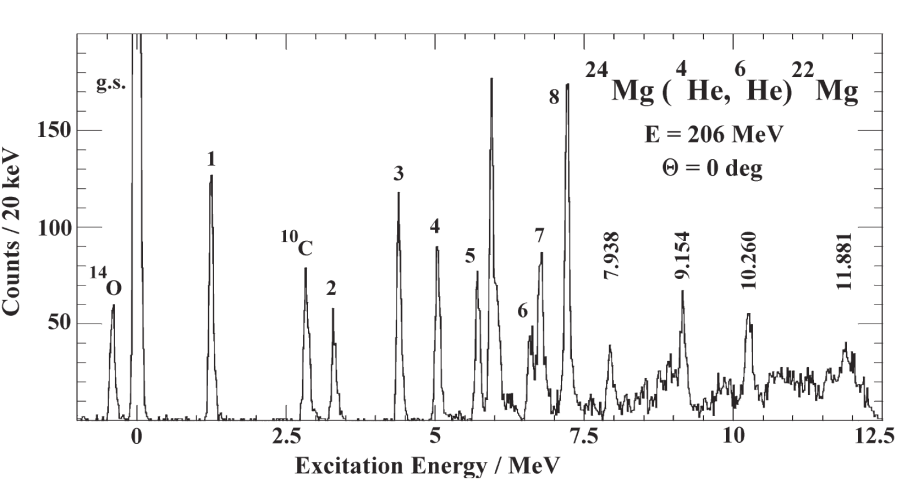 24Mg (4He, 6He)22Mg
E = 206 MeV
Θ = 0 deg
g.s.
14O
1
10C
2
3
4
5
6
7
8
7.938
9.154
10.260
11.881
150
100
50
Counts / 20 keV
0 2.5 5 7.5 10 12.5
Excitation Energy / MeV